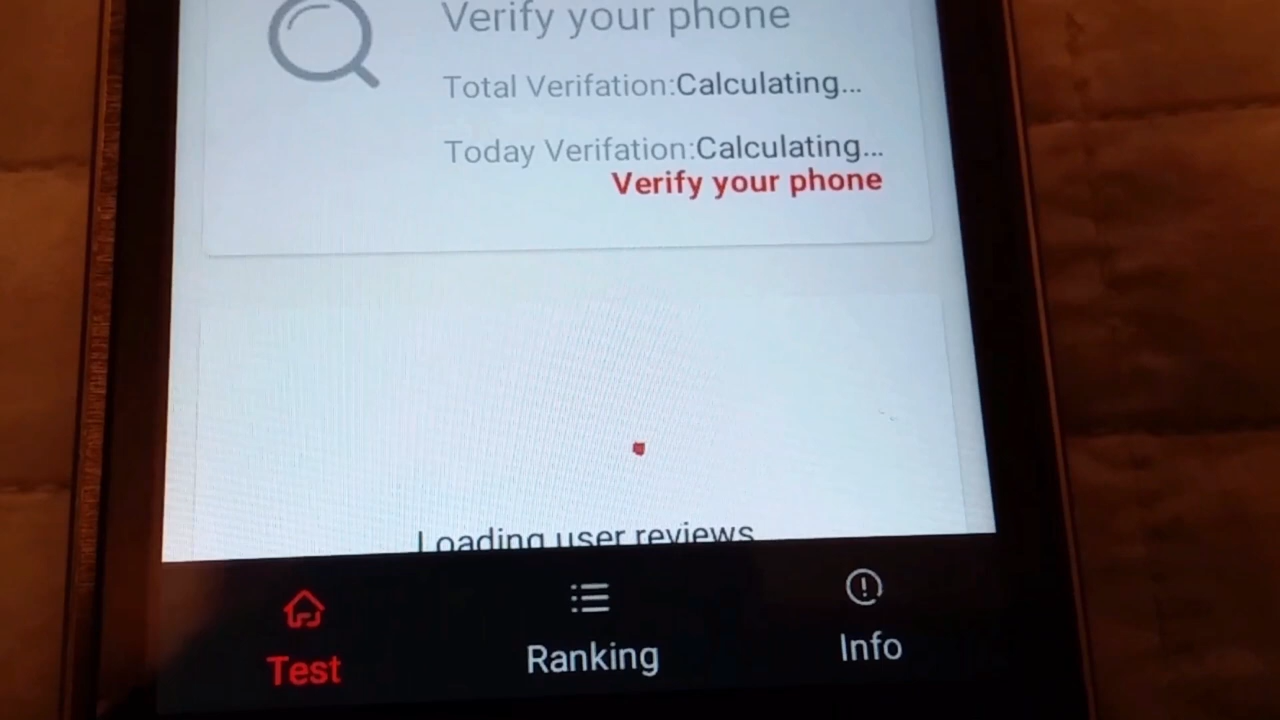 Verify your phone
Total Verifation:Calculating...
Today Verifation:Calculating...
Verify your phone
Loading user reviews
Test
Ranking
Info